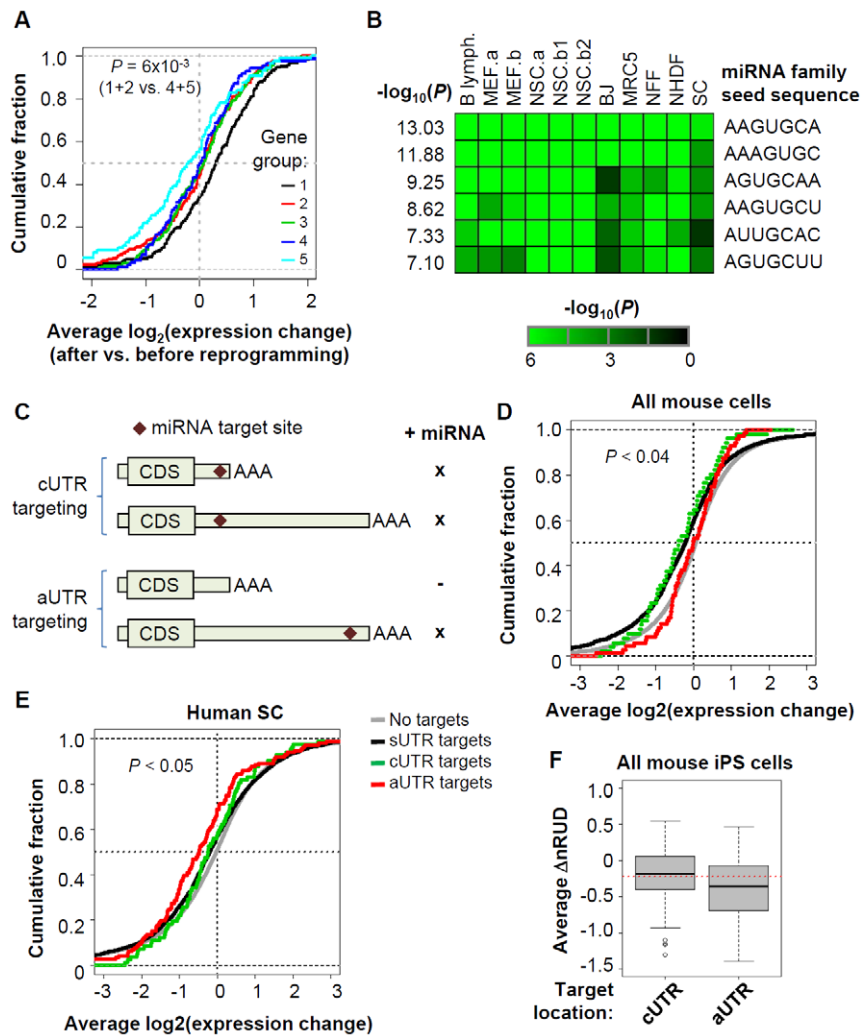 A
P = 6x10-3
(1+2 vs. 4+5)
Gene
group:
1
2
3
4
5
Cumulative fraction
1.0
0.8
0.6
0.4
0.2
0
-2
-1
0
1
2
Average log2(expression change)
(after vs. before reprogramming)
B
-log10(P)
B lymph.
MEF.a
MEF.b
NSC.a
NSC.b1
NSC.b2
BJ
MRC5
NFF
NHDF
SC
miRNA family
seed sequence
13.03 AAGUGCA
11.88 AAAGUGC
9.25 AGUGCAA
8.62 AAGUGCU
7.33 AUUGCAC
7.10 AGUGCUU
-log10(P)
6 3 0
C
miRNA target site
+ miRNA
cUTR
targeting
CDS AAA x
CDS AAA x
aUTR
targeting
CDS AAA -
CDS AAA x
D
All mouse cells
P < 0.04
Cumulative fraction
1.0
0.8
0.6
0.4
0.2
0
-3 -2 -1 0 1 2 3
Average log2(expression change)
E
Human SC
P < 0.05
Cumulative fraction
1.0
0.8
0.6
0.4
0.2
0
-3 -2 -1 0 1 2 3
Average log2(expression change)
No targets
sUTR targets
cUTR targets
aUTR targets
F
All mouse iPS cells
Average ΔnRUD
1.0
0.5
0
-0.5
-1.0
-1.5
Target
location:
cUTR
aUTR